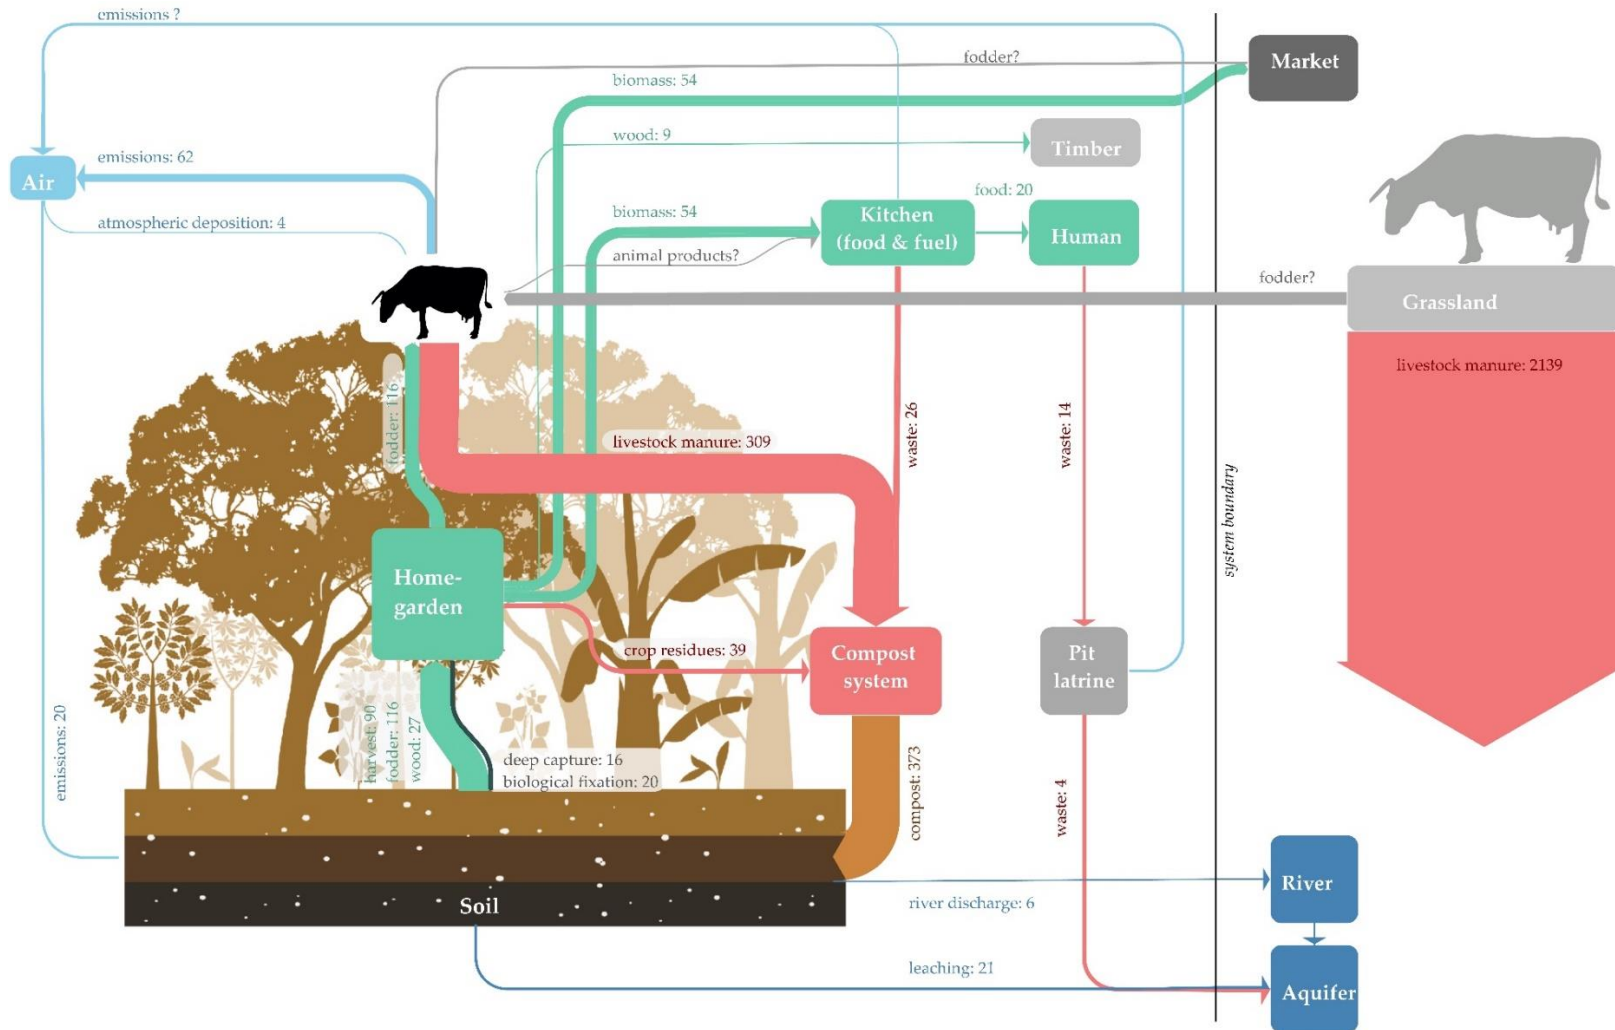 emissions ?
fodder?
Market
biomass: 54
wood: 9
Timber
emissions: 62
Air
food: 20
biomass: 54
Kitchen
(food & fuel)
Human
atmospheric deposition: 4
animal products?
fodder?
Grassland
livestock manure: 2139
fodder: 116
livestock manure: 309
waste: 26
waste: 14
system boundary
Home-
garden
crop residues: 39
Compost
system
Pit
latrine
emissions: 20
harvest: 90
fodder: 116
wood: 27
deep capture: 16
biological fixation: 20
compost: 373
waste: 4
River
river discharge: 6
Soil
leaching: 21
Aquifer